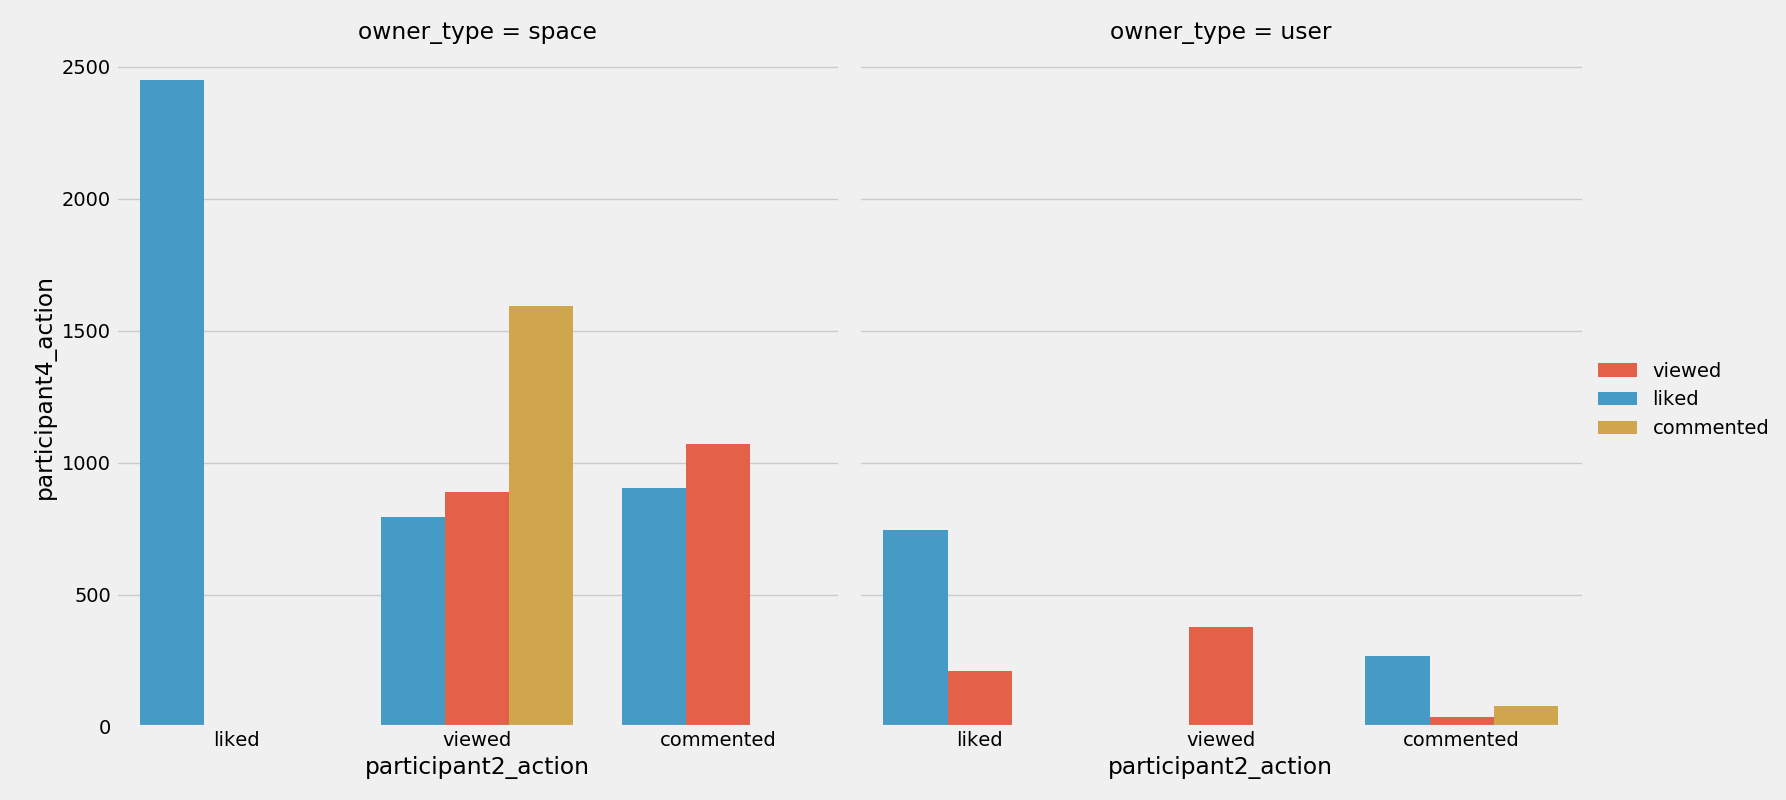 owner_type = space
owner_type = user
participant4_action
2500
2000
1500
1000
500
0
liked
viewed
commented
participant2_action
liked
viewed
commented
participant2_action
viewed
liked
commented